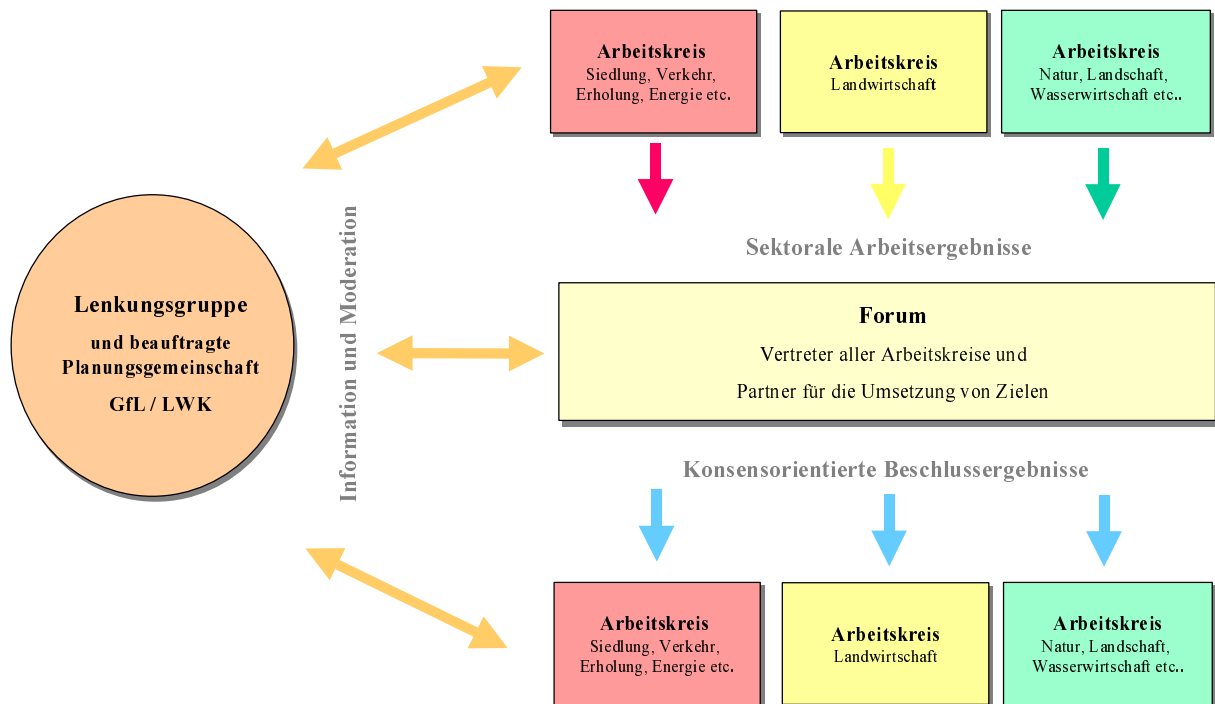 Arbeitskreis
Siedlung, Verkehr,
Erholung, Energie etc.
Arbeitskreis
Landwirtschaft
Arbeitskreis
Natur, Landschaft,
Wasserwirtschaft etc..
Sektorale Arbeitsergebnisse
Lenkungsgruppe
und beauftragte
Planungsgemeinschaft
GfL / LWK
Information und Moderation
Forum
Vertreter aller Arbeitskreise und
Partner für die Umsetzung von Zielen
Konsensorientierte Beschlussergebnisse
Arbeitskreis
Siedlung, Verkehr,
Erholung, Energie etc.
Arbeitskreis
Landwirtschaft
Arbeitskreis
Natur, Landschaft,
Wasserwirtschaft etc..